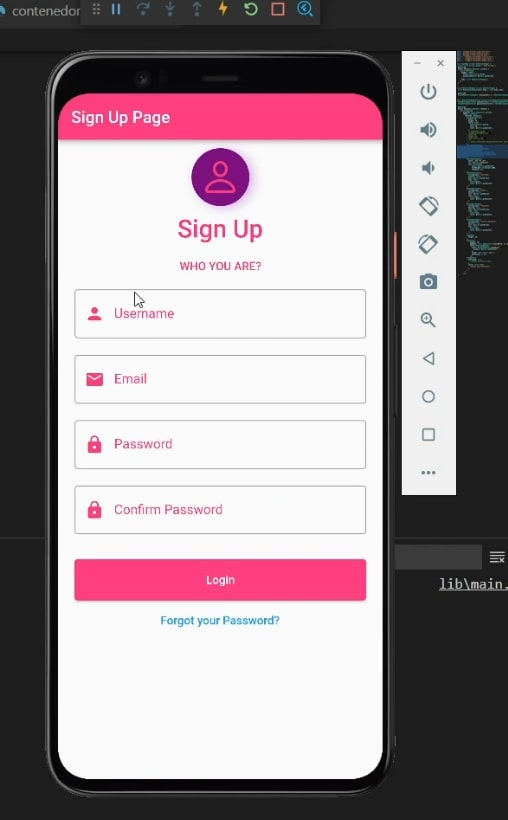 contenedor
Sign Up Page
Sign Up
WHO YOU ARE?
Username
Email
Password
Confirm Password
Login
Forgot your Password?
lib\main.